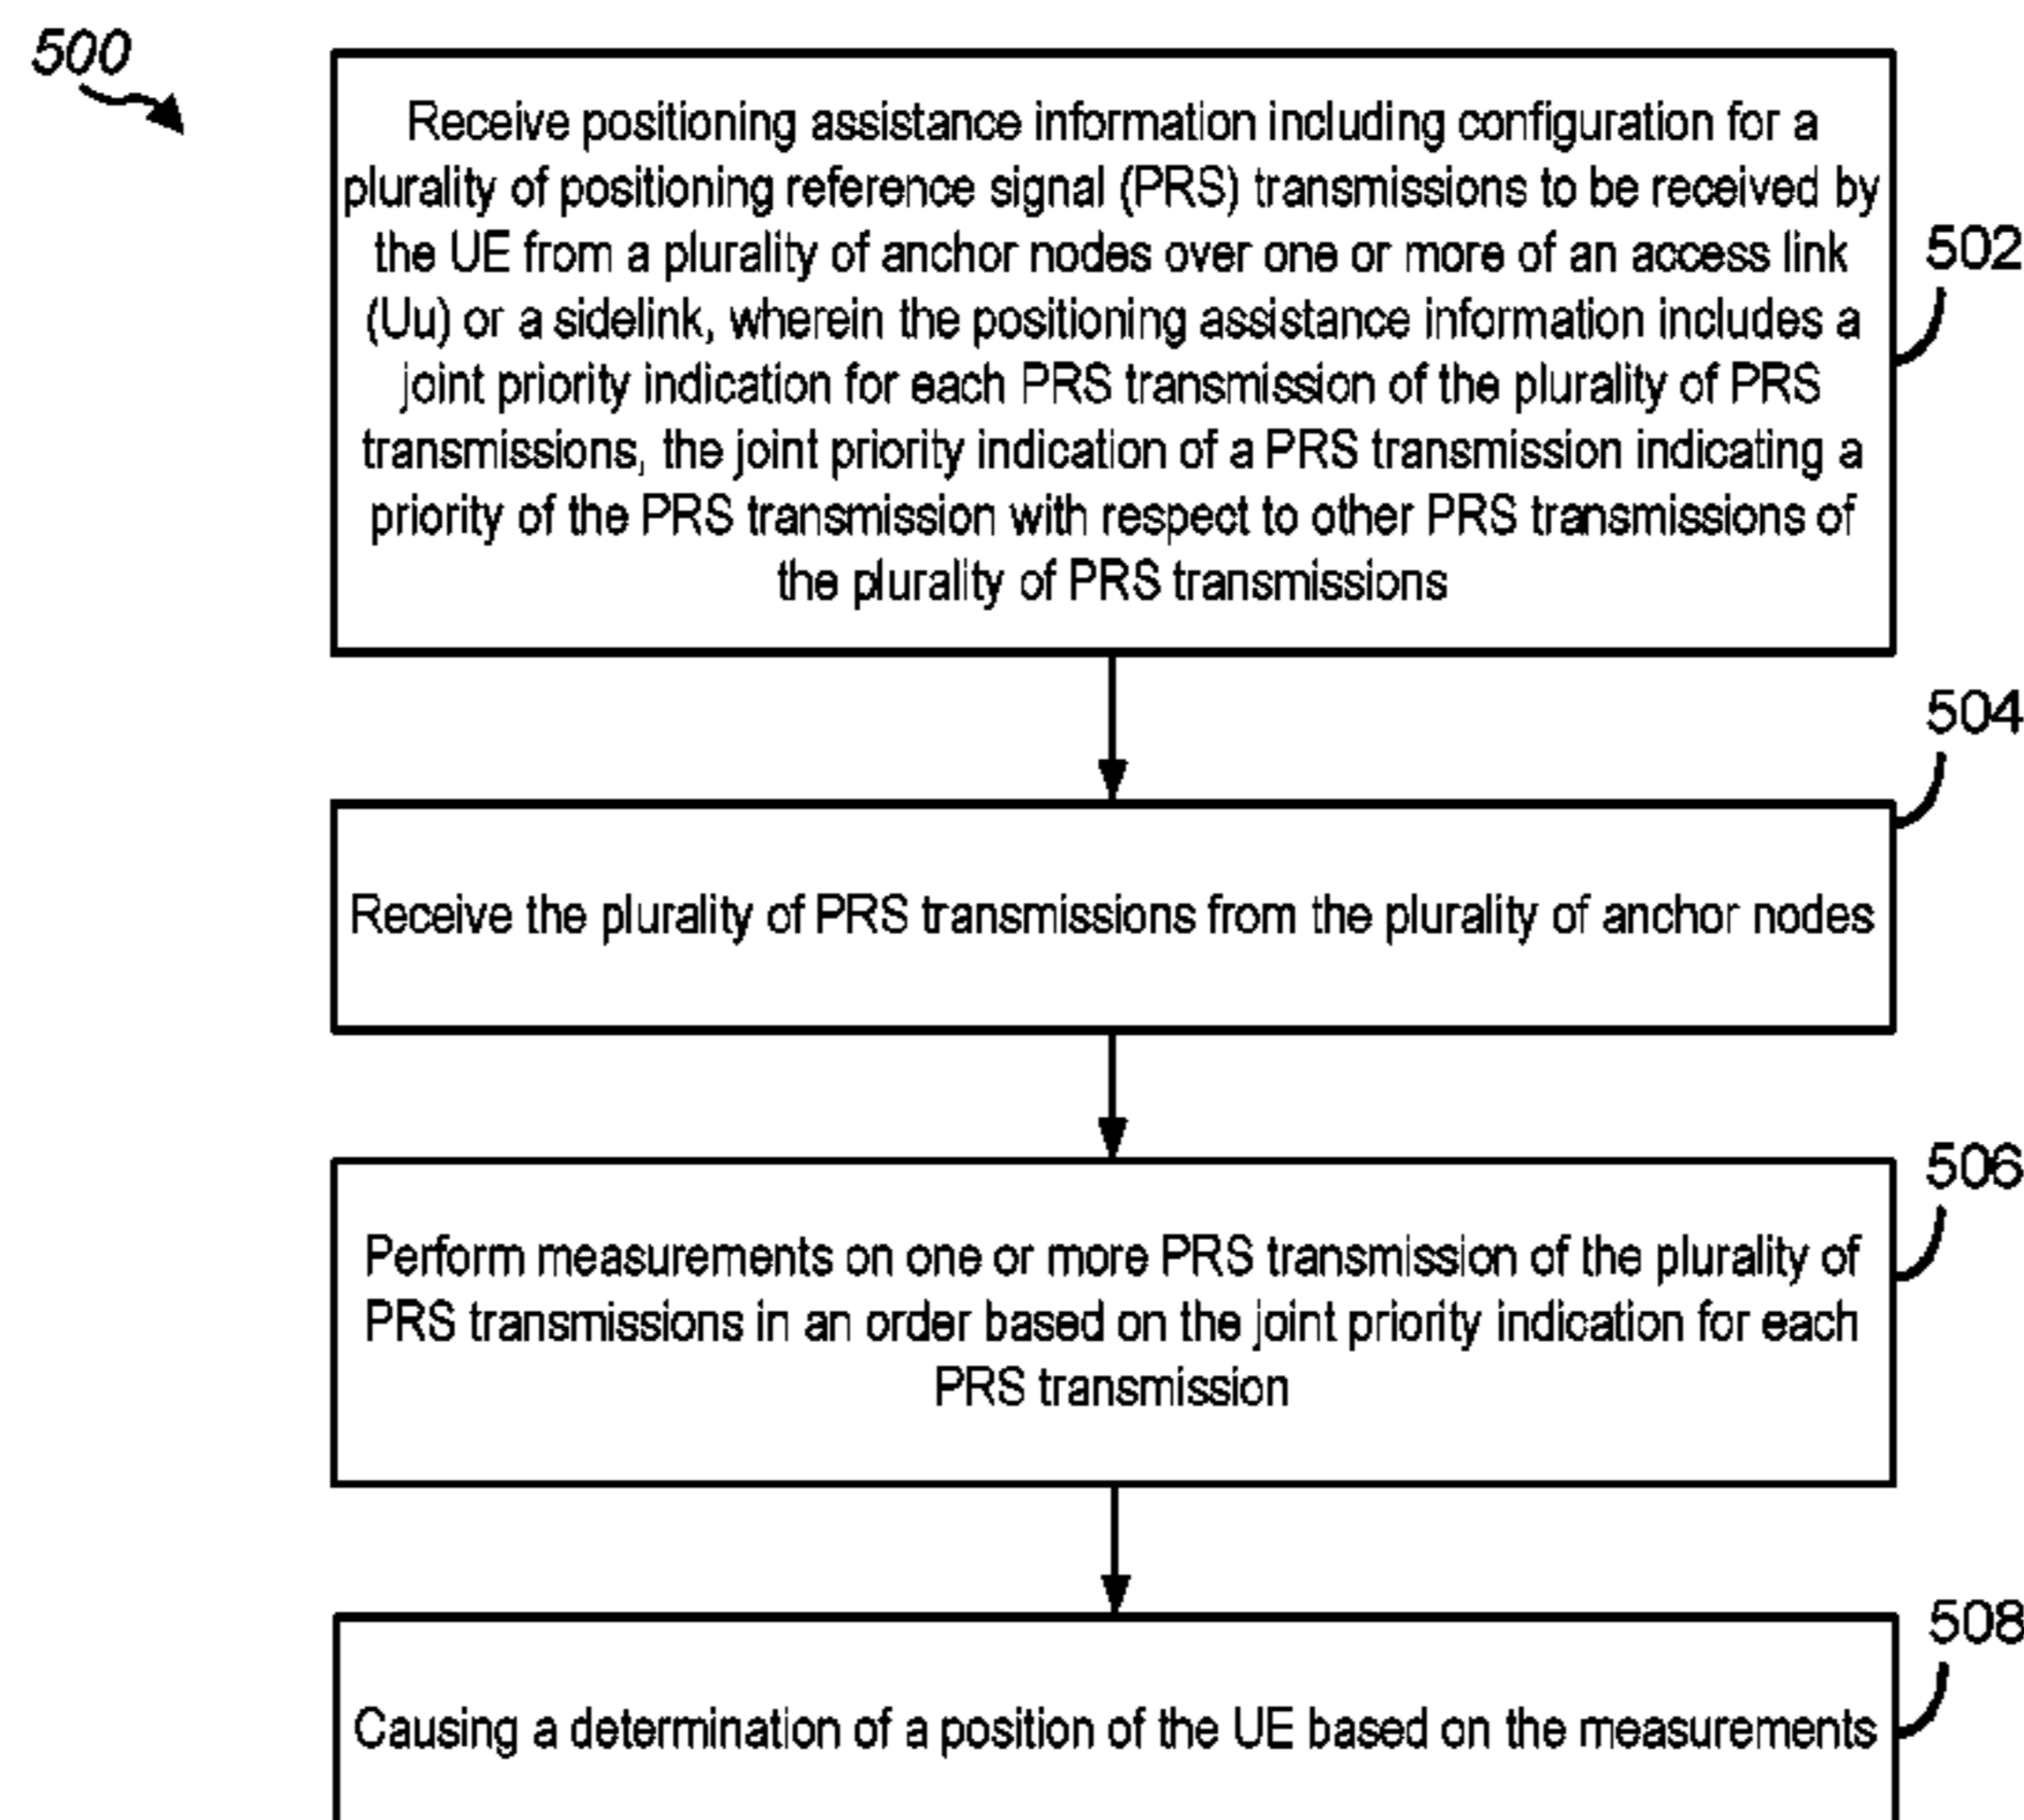 500
Receive positioning assistance information including configuration for a
plurality of positioning reference signal (PRS) transmissions to be received by
the UE from a plurality of anchor nodes over one or more of an access link
(Uu) or a sidelink, wherein the positioning assistance information includes a
joint priority indication for each PRS transmission of the plurality of PRS
transmissions, the joint priority indication of a PRS transmission indicating a
priority of the PRS transmission with respect to other PRS transmissions of
the plurality of PRS transmissions
502
504
Receive the plurality of PRS transmissions from the plurality of anchor nodes
506
Perform measurements on one or more PRS transmission of the plurality of
PRS transmissions in an order based on the joint priority indication for each
PRS transmission
508
Causing a determination of a position of the UE based on the measurements